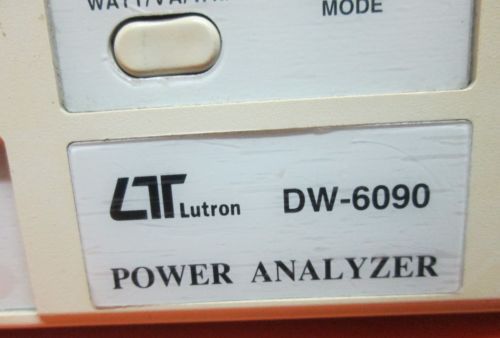 MODE
LT Lutron DW-6090
POWER ANALYZER